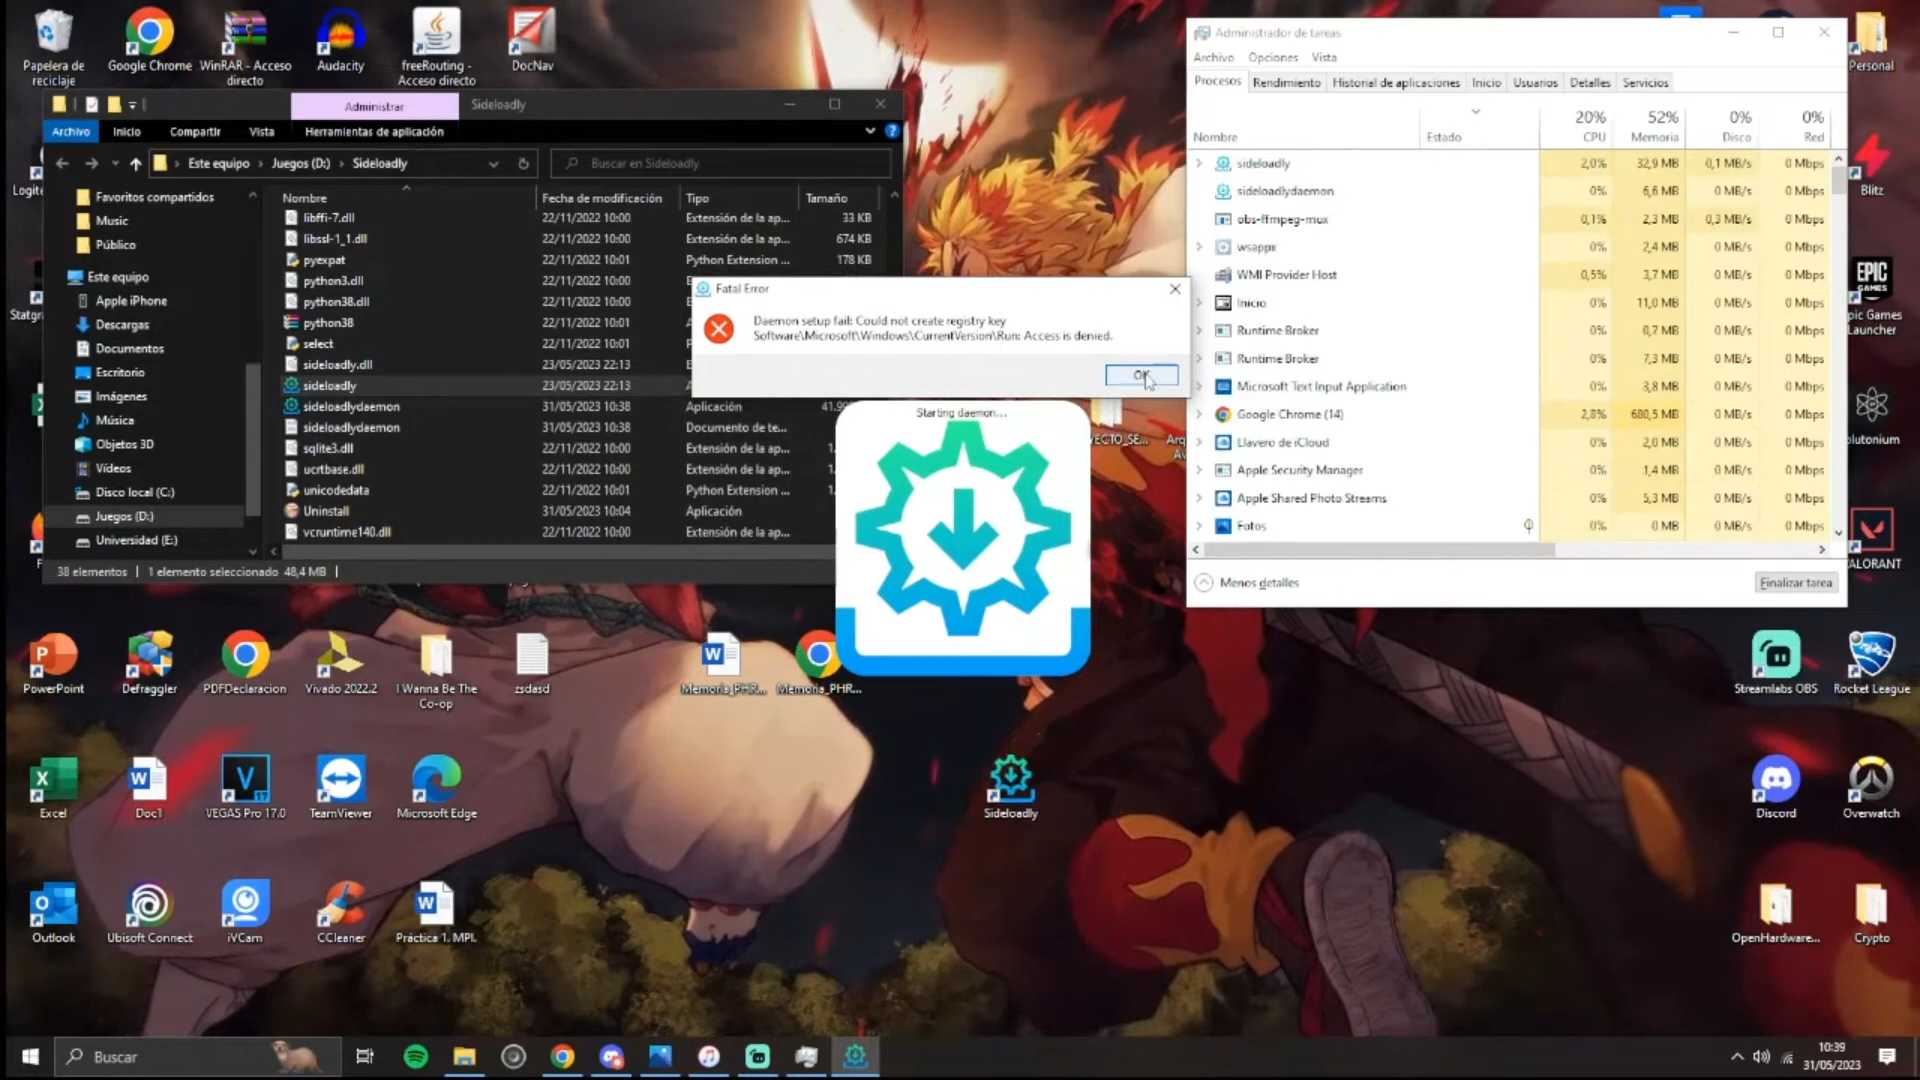 Papelera de
reciclaje
Google Chrome
WinRAR - Acceso
directo
Audacity
freeRouting -
Acceso directo
DocNav
Personal
Administrar
Sideloadly
Archivo
Inicio
Compartir
Vista
Herramientas de aplicación
Este equipo > Juegos (D:) > Sideloadly
Buscar en Sideloadly
Favoritos compartidos
Music
Público
Este equipo
Apple iPhone
Descargas
Documentos
Escritorio
Imágenes
Música
Objetos 3D
Vídeos
Disco local (C:)
Juegos (D:)
Universidad (E:)
Nombre Fecha de modificación Tipo Tamaño
libffi-7.dll 22/11/2022 10:00 Extensión de la ap... 33 KB
libssl-1_1.dll 22/11/2022 10:00 Extensión de la ap... 674 KB
pyexpat 22/11/2022 10:01 Python Extension ... 178 KB
python3.dll 22/11/2022 10:00
python38.dll 22/11/2022 10:00
python38 22/11/2022 10:01
select 22/11/2022 10:01
sideloadly.dll 23/05/2023 22:13
sideloadly 23/05/2023 22:13
sideloadlydaemon 31/05/2023 10:38 Aplicación
sideloadlydaemon 31/05/2023 10:38 Documento de te...
sqlite3.dll 22/11/2022 10:00 Extensión de la ap...
ucrtbase.dll 22/11/2022 10:00 Extensión de la ap...
unicodedata 22/11/2022 10:01 Python Extension ...
Uninstall 31/05/2023 10:04 Aplicación
vcruntime140.dll 22/11/2022 10:00 Extensión de la ap...
38 elementos | 1 elemento seleccionado 48,4 MB |
Fatal Error
Daemon setup fail: Could not create registry key
Software\Microsoft\Windows\CurrentVersion\Run: Access is denied.
OK
Starting daemon...
Administrador de tareas
Archivo Opciones Vista
Procesos Rendimiento Historial de aplicaciones Inicio Usuarios Detalles Servicios
20% 52% 0% 0%
Nombre Estado CPU Memoria Disco Red
sideloadly 2,0% 32,9 MB 0,1 MB/s 0 Mbps
sideloadlydaemon 0% 6,6 MB 0 MB/s 0 Mbps
obs-ffmpeg-mux 0,1% 2,3 MB 0,3 MB/s 0 Mbps
wsappx 0% 2,4 MB 0 MB/s 0 Mbps
WMI Provider Host 0,5% 3,7 MB 0 MB/s 0 Mbps
Inicio 0% 11,0 MB 0 MB/s 0 Mbps
Runtime Broker 0% 0,7 MB 0 MB/s 0 Mbps
Runtime Broker 0% 7,3 MB 0 MB/s 0 Mbps
Microsoft Text Input Application 0% 3,8 MB 0 MB/s 0 Mbps
Google Chrome (14) 2,8% 680,5 MB 0 MB/s 0 Mbps
Llavero de iCloud 0% 2,0 MB 0 MB/s 0 Mbps
Apple Security Manager 0% 1,4 MB 0 MB/s 0 Mbps
Apple Shared Photo Streams 0% 5,3 MB 0 MB/s 0 Mbps
Fotos 0% 0 MB 0 MB/s 0 Mbps
Menos detalles
Finalizar tarea
Blitz
EPIC
GAMES
Launcher
PowerPoint
Defraggler
PDFDeclaracion
Vivado 2022.2
I Wanna Be The
Co-op
zsdasd
Memoria_PHR...
Memoria_PHR...
Streamlabs OBS
Rocket League
Excel
Doc1
VEGAS Pro 17.0
TeamViewer
Microsoft Edge
Sideloadly
Discord
Overwatch
Outlook
Ubisoft Connect
iVCam
CCleaner
Práctica 1. MPI.
OpenHardware...
Crypto
Buscar
10:39
31/05/2023